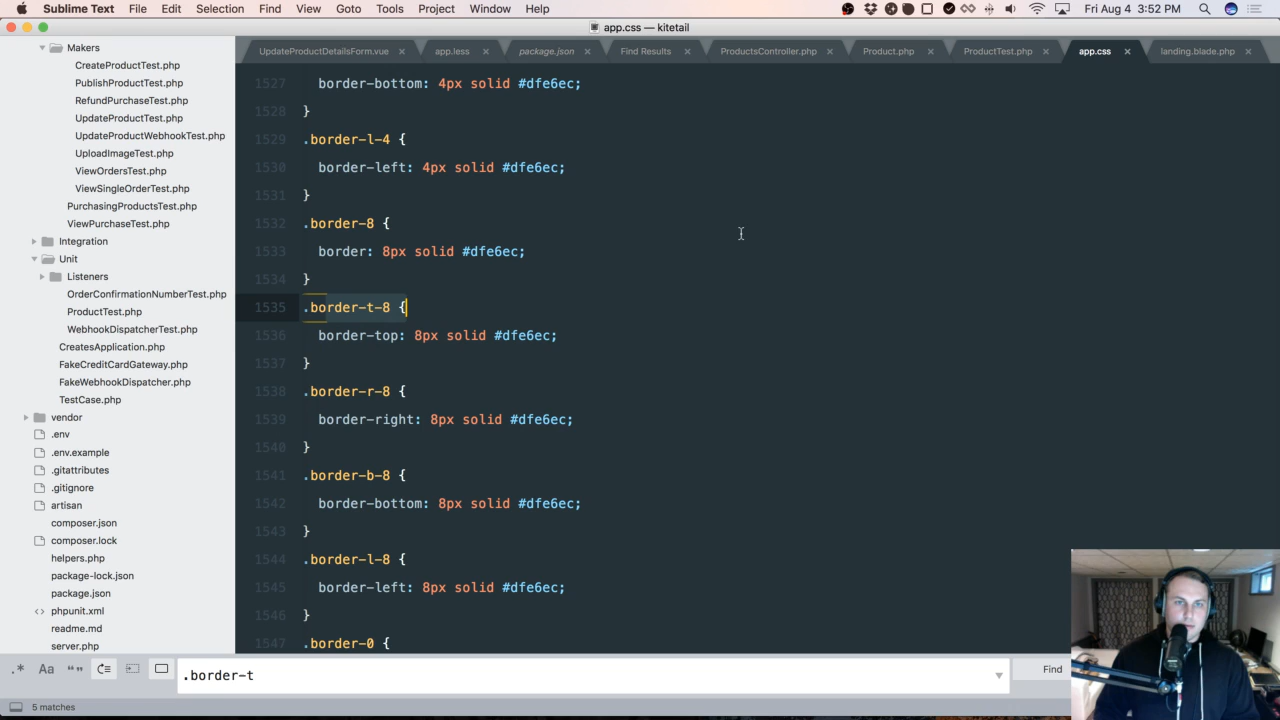 Sublime Text File Edit Selection Find View Goto Tools Project Window Help Fri Aug 4 3:52 PM
app.css — kitetail
UpdateProductDetailsForm.vue app.less package.json Find Results ProductsController.php Product.php ProductTest.php app.css landing.blade.php
Makers
CreateProductTest.php
PublishProductTest.php
RefundPurchaseTest.php
UpdateProductTest.php
UpdateProductWebhookTest.php
UploadImageTest.php
ViewOrdersTest.php
ViewSingleOrderTest.php
PurchasingProductsTest.php
ViewPurchaseTest.php
Integration
Unit
Listeners
OrderConfirmationNumberTest.php
ProductTest.php
WebhookDispatcherTest.php
CreatesApplication.php
FakeCreditCardGateway.php
FakeWebhookDispatcher.php
TestCase.php
vendor
.env
.env.example
.gitattributes
.gitignore
artisan
composer.json
composer.lock
helpers.php
package-lock.json
package.json
phpunit.xml
readme.md
server.php
1527 border-bottom: 4px solid #dfe6ec;
1528 }
1529 .border-l-4 {
1530 border-left: 4px solid #dfe6ec;
1531 }
1532 .border-8 {
1533 border: 8px solid #dfe6ec;
1534 }
1535 .border-t-8 {
1536 border-top: 8px solid #dfe6ec;
1537 }
1538 .border-r-8 {
1539 border-right: 8px solid #dfe6ec;
1540 }
1541 .border-b-8 {
1542 border-bottom: 8px solid #dfe6ec;
1543 }
1544 .border-l-8 {
1545 border-left: 8px solid #dfe6ec;
1546 }
1547 .border-0 {
.* Aa “” .border-t Find
5 matches